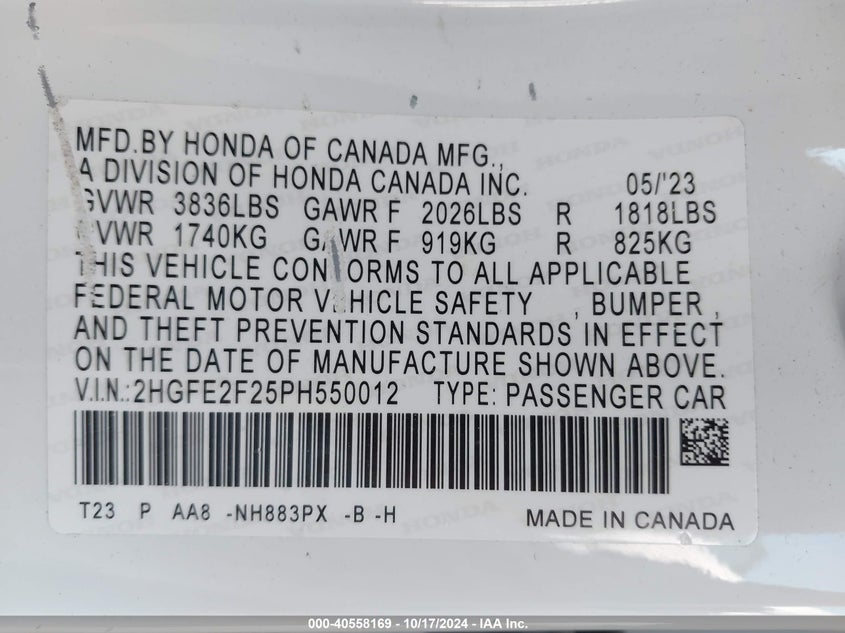 MFD.BY HONDA OF CANADA MFG.,
A DIVISION OF HONDA CANADA INC. 05/'23
GVWR 3836LBS GAWR F 2026LBS R 1818LBS
GVWR 1740KG GAWR F 919KG R 825KG
THIS VEHICLE CONFORMS TO ALL APPLICABLE
FEDERAL MOTOR VEHICLE SAFETY , BUMPER ,
AND THEFT PREVENTION STANDARDS IN EFFECT
ON THE DATE OF MANUFACTURE SHOWN ABOVE.
V.I.N.:2HGFE2F25PH550012 TYPE: PASSENGER CAR
T23 P AA8 -NH883PX -B -H MADE IN CANADA
000-40558169 - 10/17/2024 - IAA Inc.